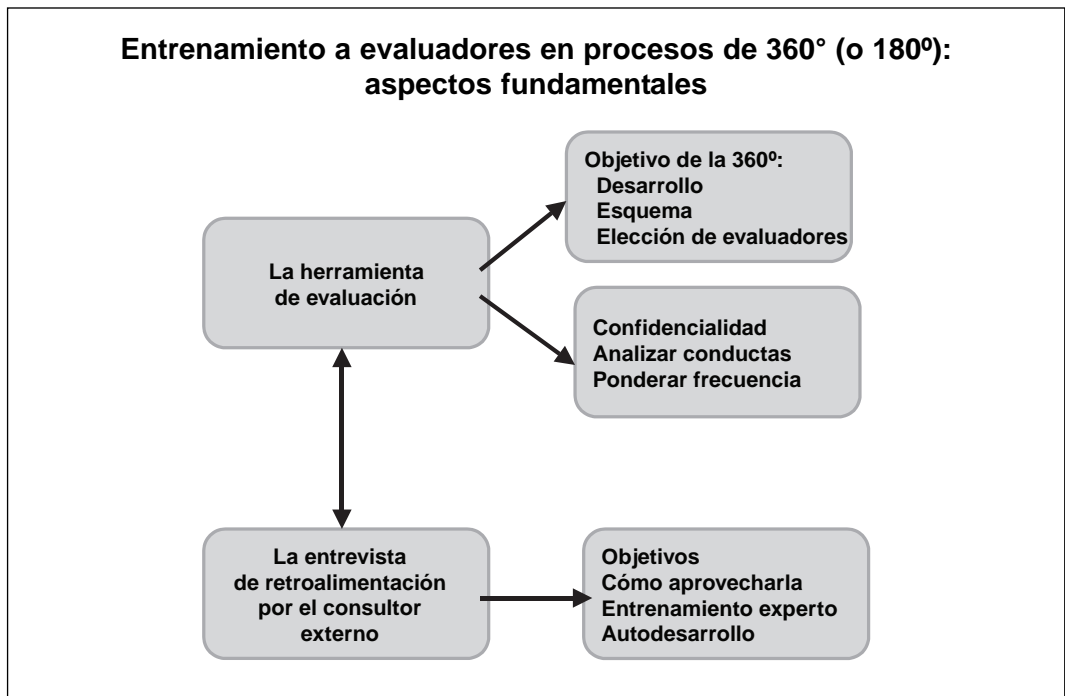 Entrenamiento a evaluadores en procesos de 360° (o 180º):
aspectos fundamentales
Objetivo de la 360º:
Desarrollo
Esquema
Elección de evaluadores
La herramienta
de evaluación
Confidencialidad
Analizar conductas
Ponderar frecuencia
La entrevista
de retroalimentación
por el consultor
externo
Objetivos
Cómo aprovecharla
Entrenamiento experto
Autodesarrollo